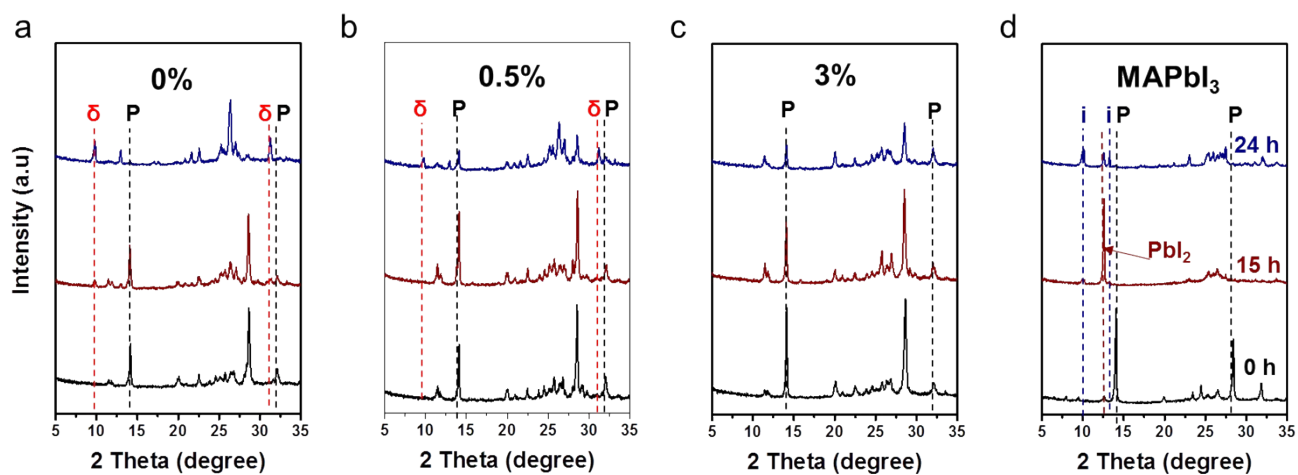 a
b
c
d
0%
0.5%
3%
MAPbI₃
δ P δ P
δ P δ P
P P
i i P P
24 h
PbI₂
15 h
0 h
Intensity (a.u)
5 10 15 20 25 30 35
5 10 15 20 25 30 35
5 10 15 20 25 30 35
5 10 15 20 25 30 35
2 Theta (degree)
2 Theta (degree)
2 Theta (degree)
2 Theta (degree)